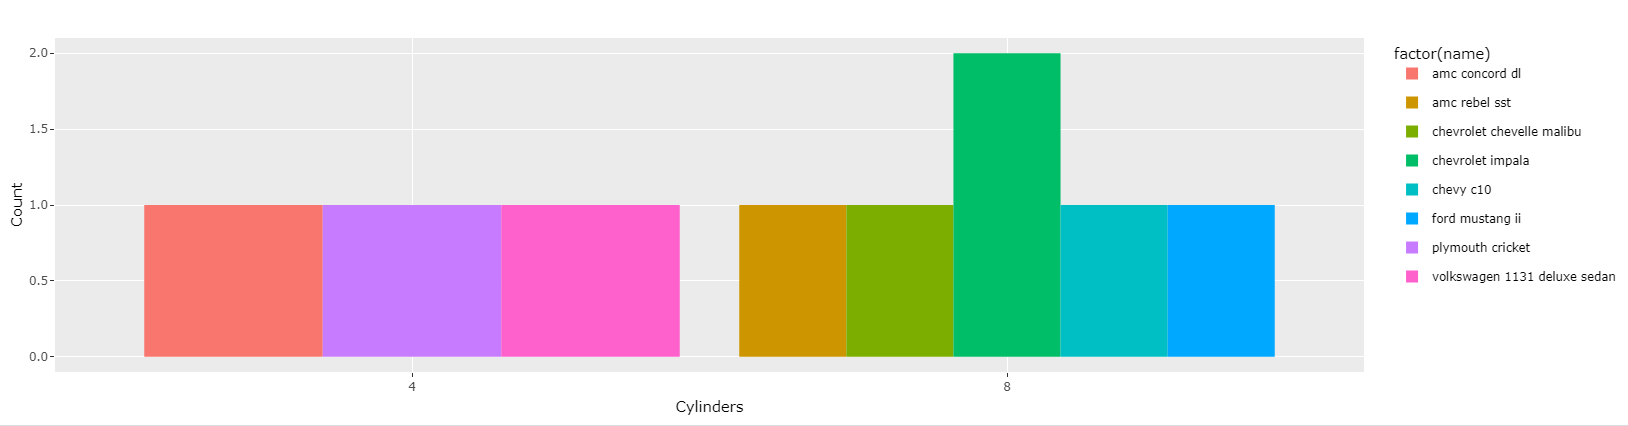 2.0
1.5
1.0
0.5
0.0
Count
4
8
Cylinders
factor(name)
amc concord dl
amc rebel sst
chevrolet chevelle malibu
chevrolet impala
chevy c10
ford mustang ii
plymouth cricket
volkswagen 1131 deluxe sedan